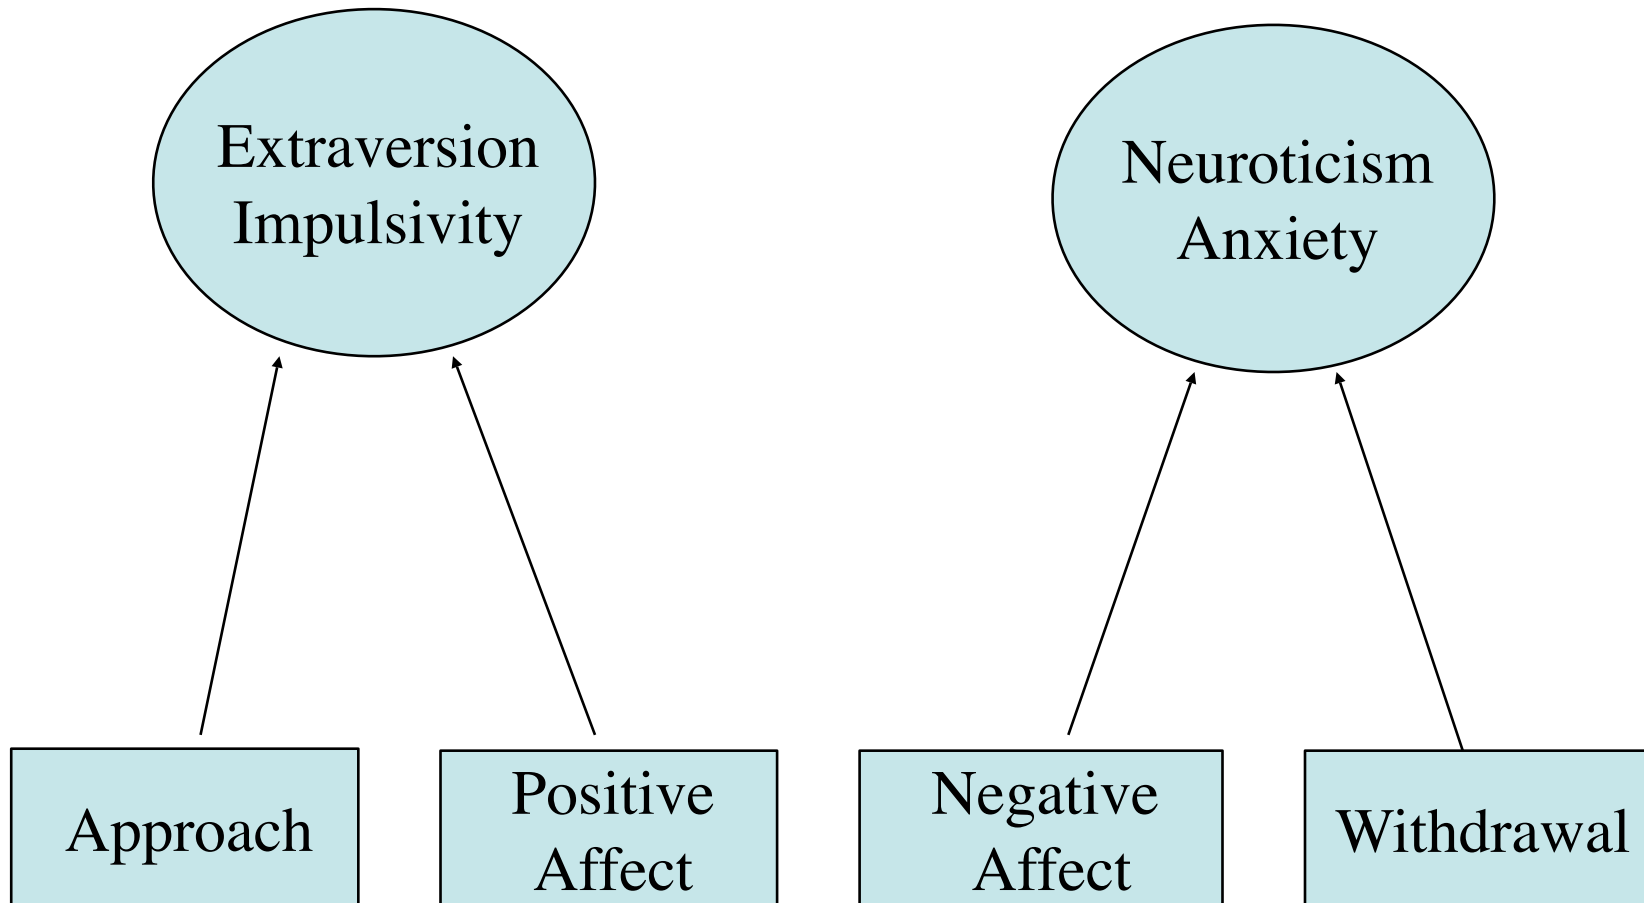 Extraversion
Impulsivity
Neuroticism
Anxiety
Approach
Positive
Affect
Negative
Affect
Withdrawal